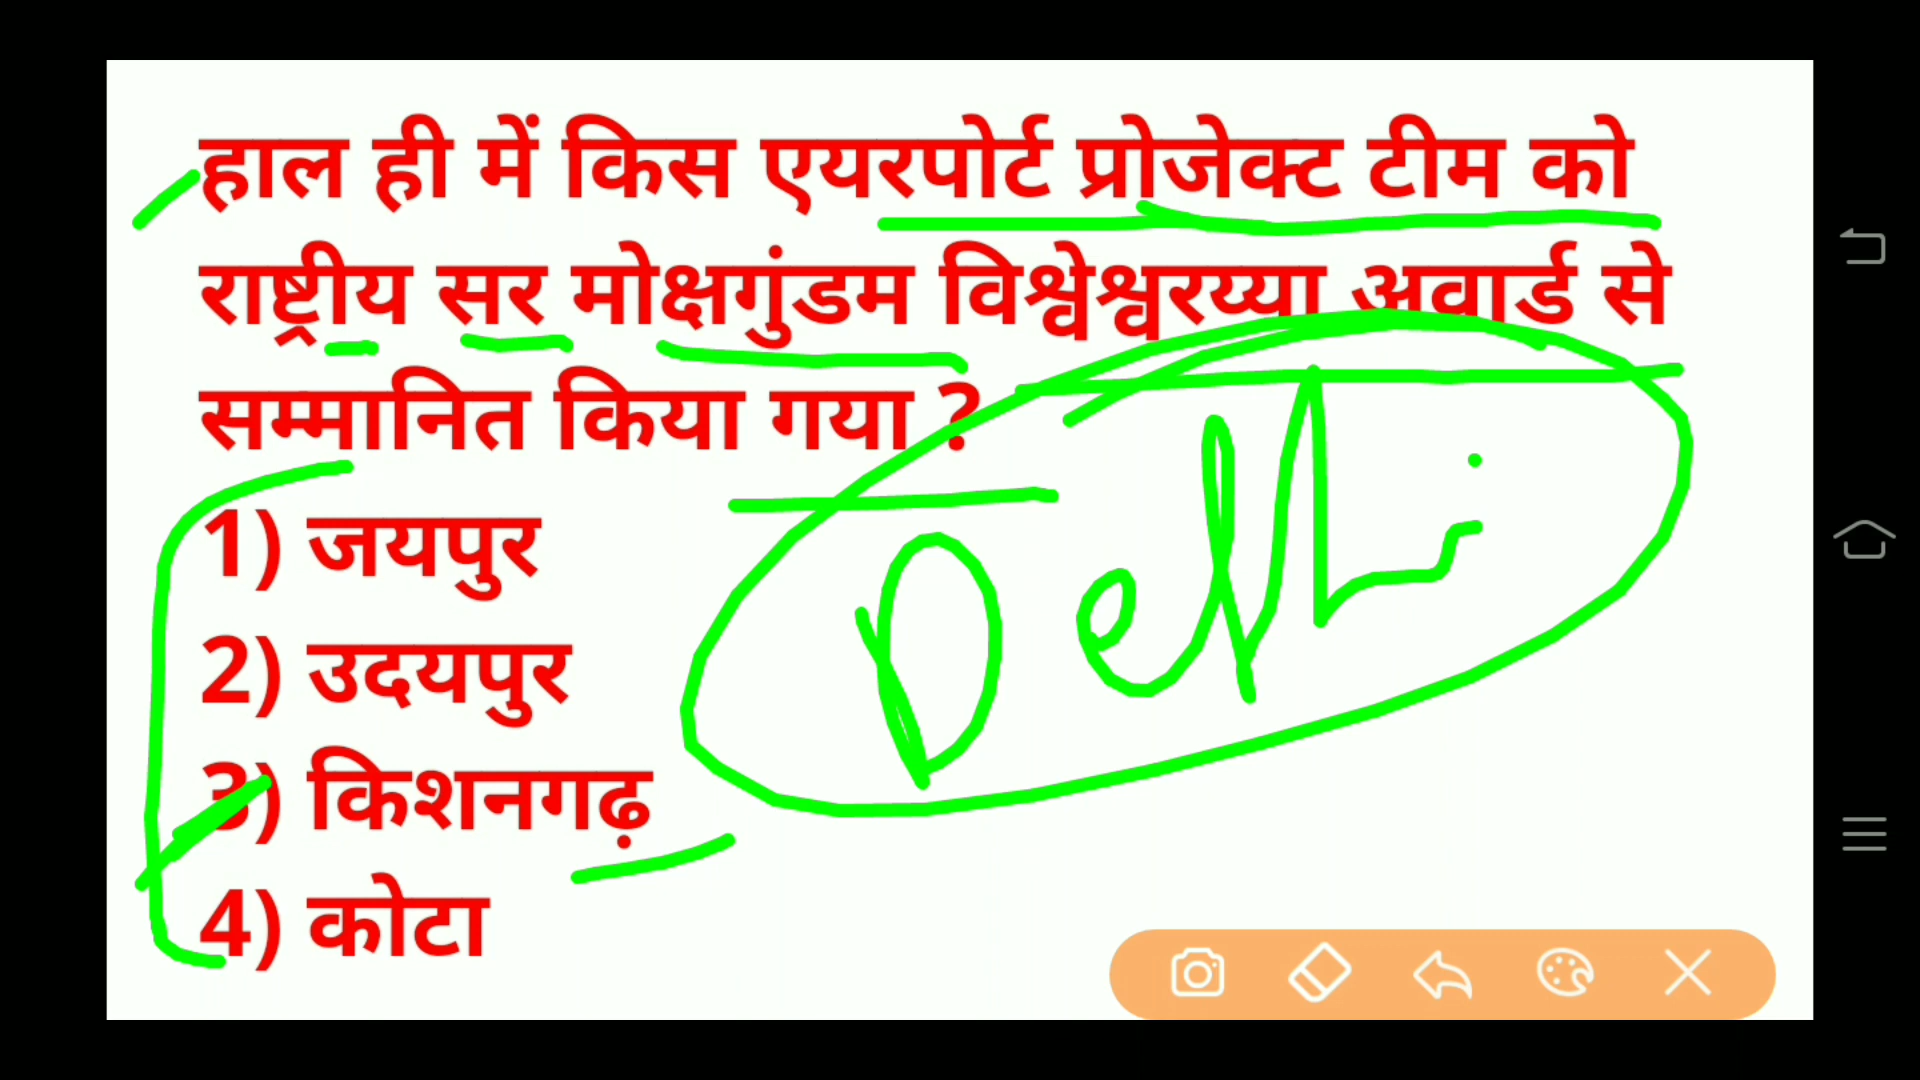 हाल ही में किस एयरपोर्ट प्रोजेक्ट टीम को
राष्ट्रीय सर मोक्षगुंडम विश्वेश्वरय्या अवार्ड से
सम्मानित किया गया ?
1) जयपुर
2) उदयपुर
3) किशनगढ़
4) कोटा
Delhi